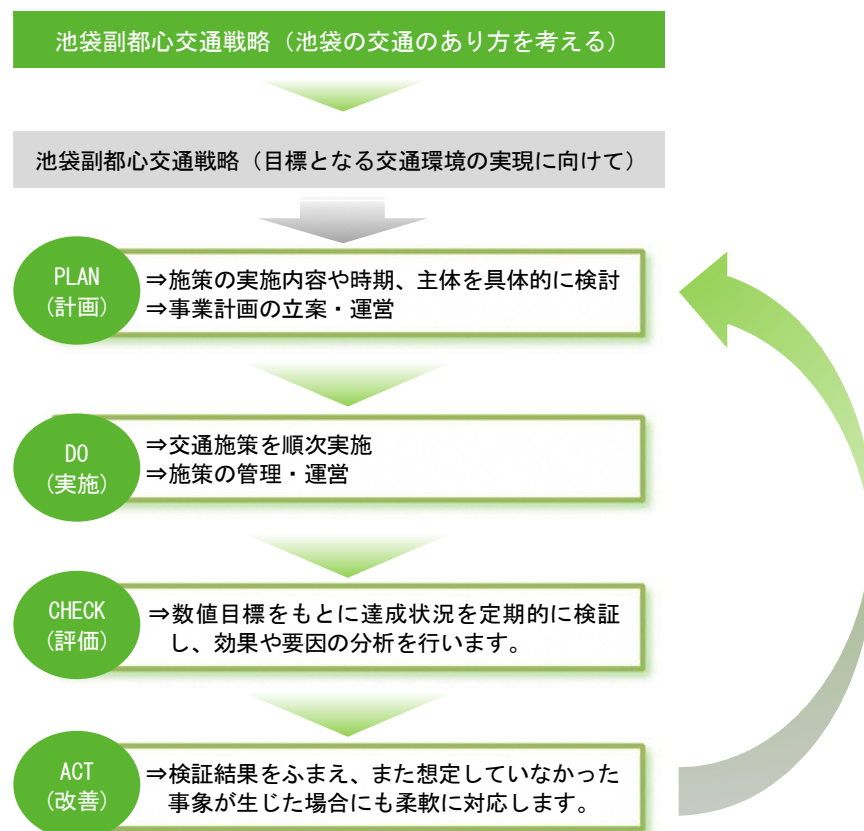 池袋副都心交通戦略（池袋の交通のあり方を考える）
池袋副都心交通戦略（目標となる交通環境の実現に向けて）
PLAN
（計画）
⇒施策の実施内容や時期、主体を具体的に検討
⇒事業計画の立案・運営
DO
（実施）
⇒交通施策を順次実施
⇒施策の管理・運営
CHECK
（評価）
⇒数値目標をもとに達成状況を定期的に検証
し、効果や要因の分析を行います。
ACT
（改善）
⇒検証結果をふまえ、また想定していなかった
事象が生じた場合にも柔軟に対応します。